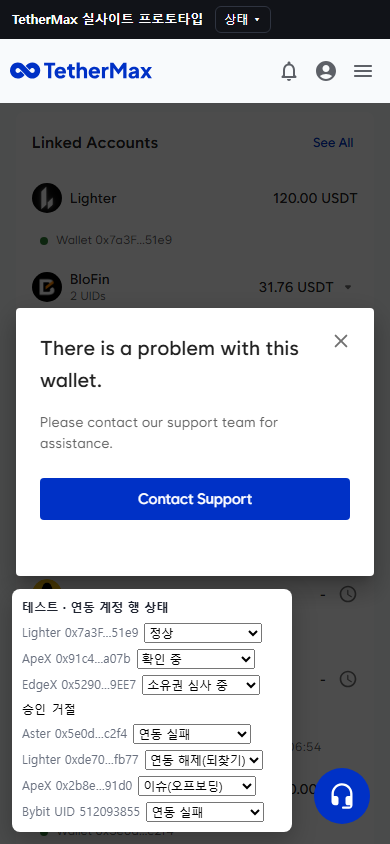 TetherMax 실사이트 프로토타입 상태 ▾
TetherMax
Linked Accounts See All
Lighter 120.00 USDT
Wallet 0x7a3F...51e9
BloFin 31.76 USDT
2 UIDs
There is a problem with this
wallet.
Please contact our support team for
assistance.
Contact Support
-
테스트 · 연동 계정 행 상태
Lighter 0x7a3F...51e9 정상
ApeX 0x91c4...a07b 확인 중
EdgeX 0x5290...9EE7 소유권 심사 중
-
승인 거절
Aster 0x5e0d...c2f4 연동 실패
06:54
Lighter 0xde70...fb77 연동 해제(되찾기)
ApeX 0x2b8e...91d0 이슈(오프보딩)
Bybit UID 512093855 연동 실패